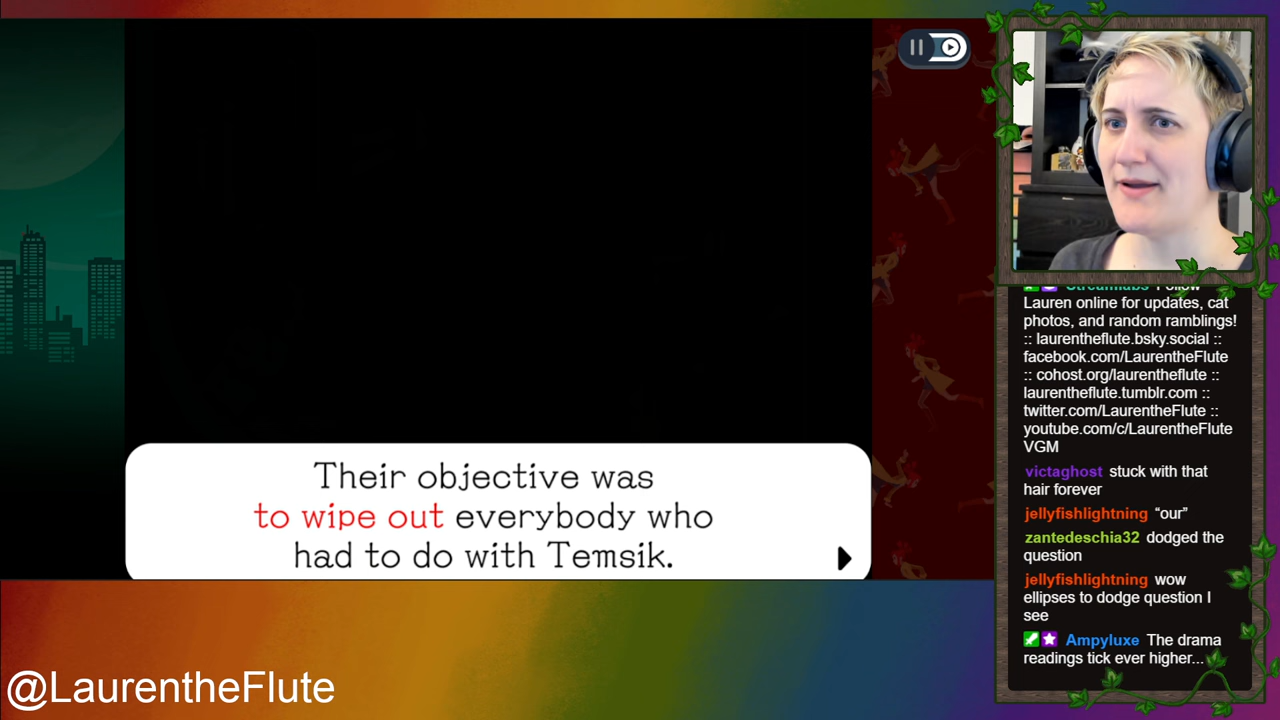 Their objective was
to wipe out everybody who
had to do with Temsik.
@LaurentheFlute
Streamlabs Follow
Lauren online for updates, cat
photos, and random ramblings!
:: laurentheflute.bsky.social ::
facebook.com/LaurentheFlute
:: cohost.org/laurentheflute ::
laurentheflute.tumblr.com ::
twitter.com/LaurentheFlute ::
youtube.com/c/LaurentheFlute
VGM
victaghost stuck with that
hair forever
jellyfishlightning “our”
zantedeschia32 dodged the
question
jellyfishlightning wow
ellipses to dodge question I
see
Ampyluxe The drama
readings tick ever higher...